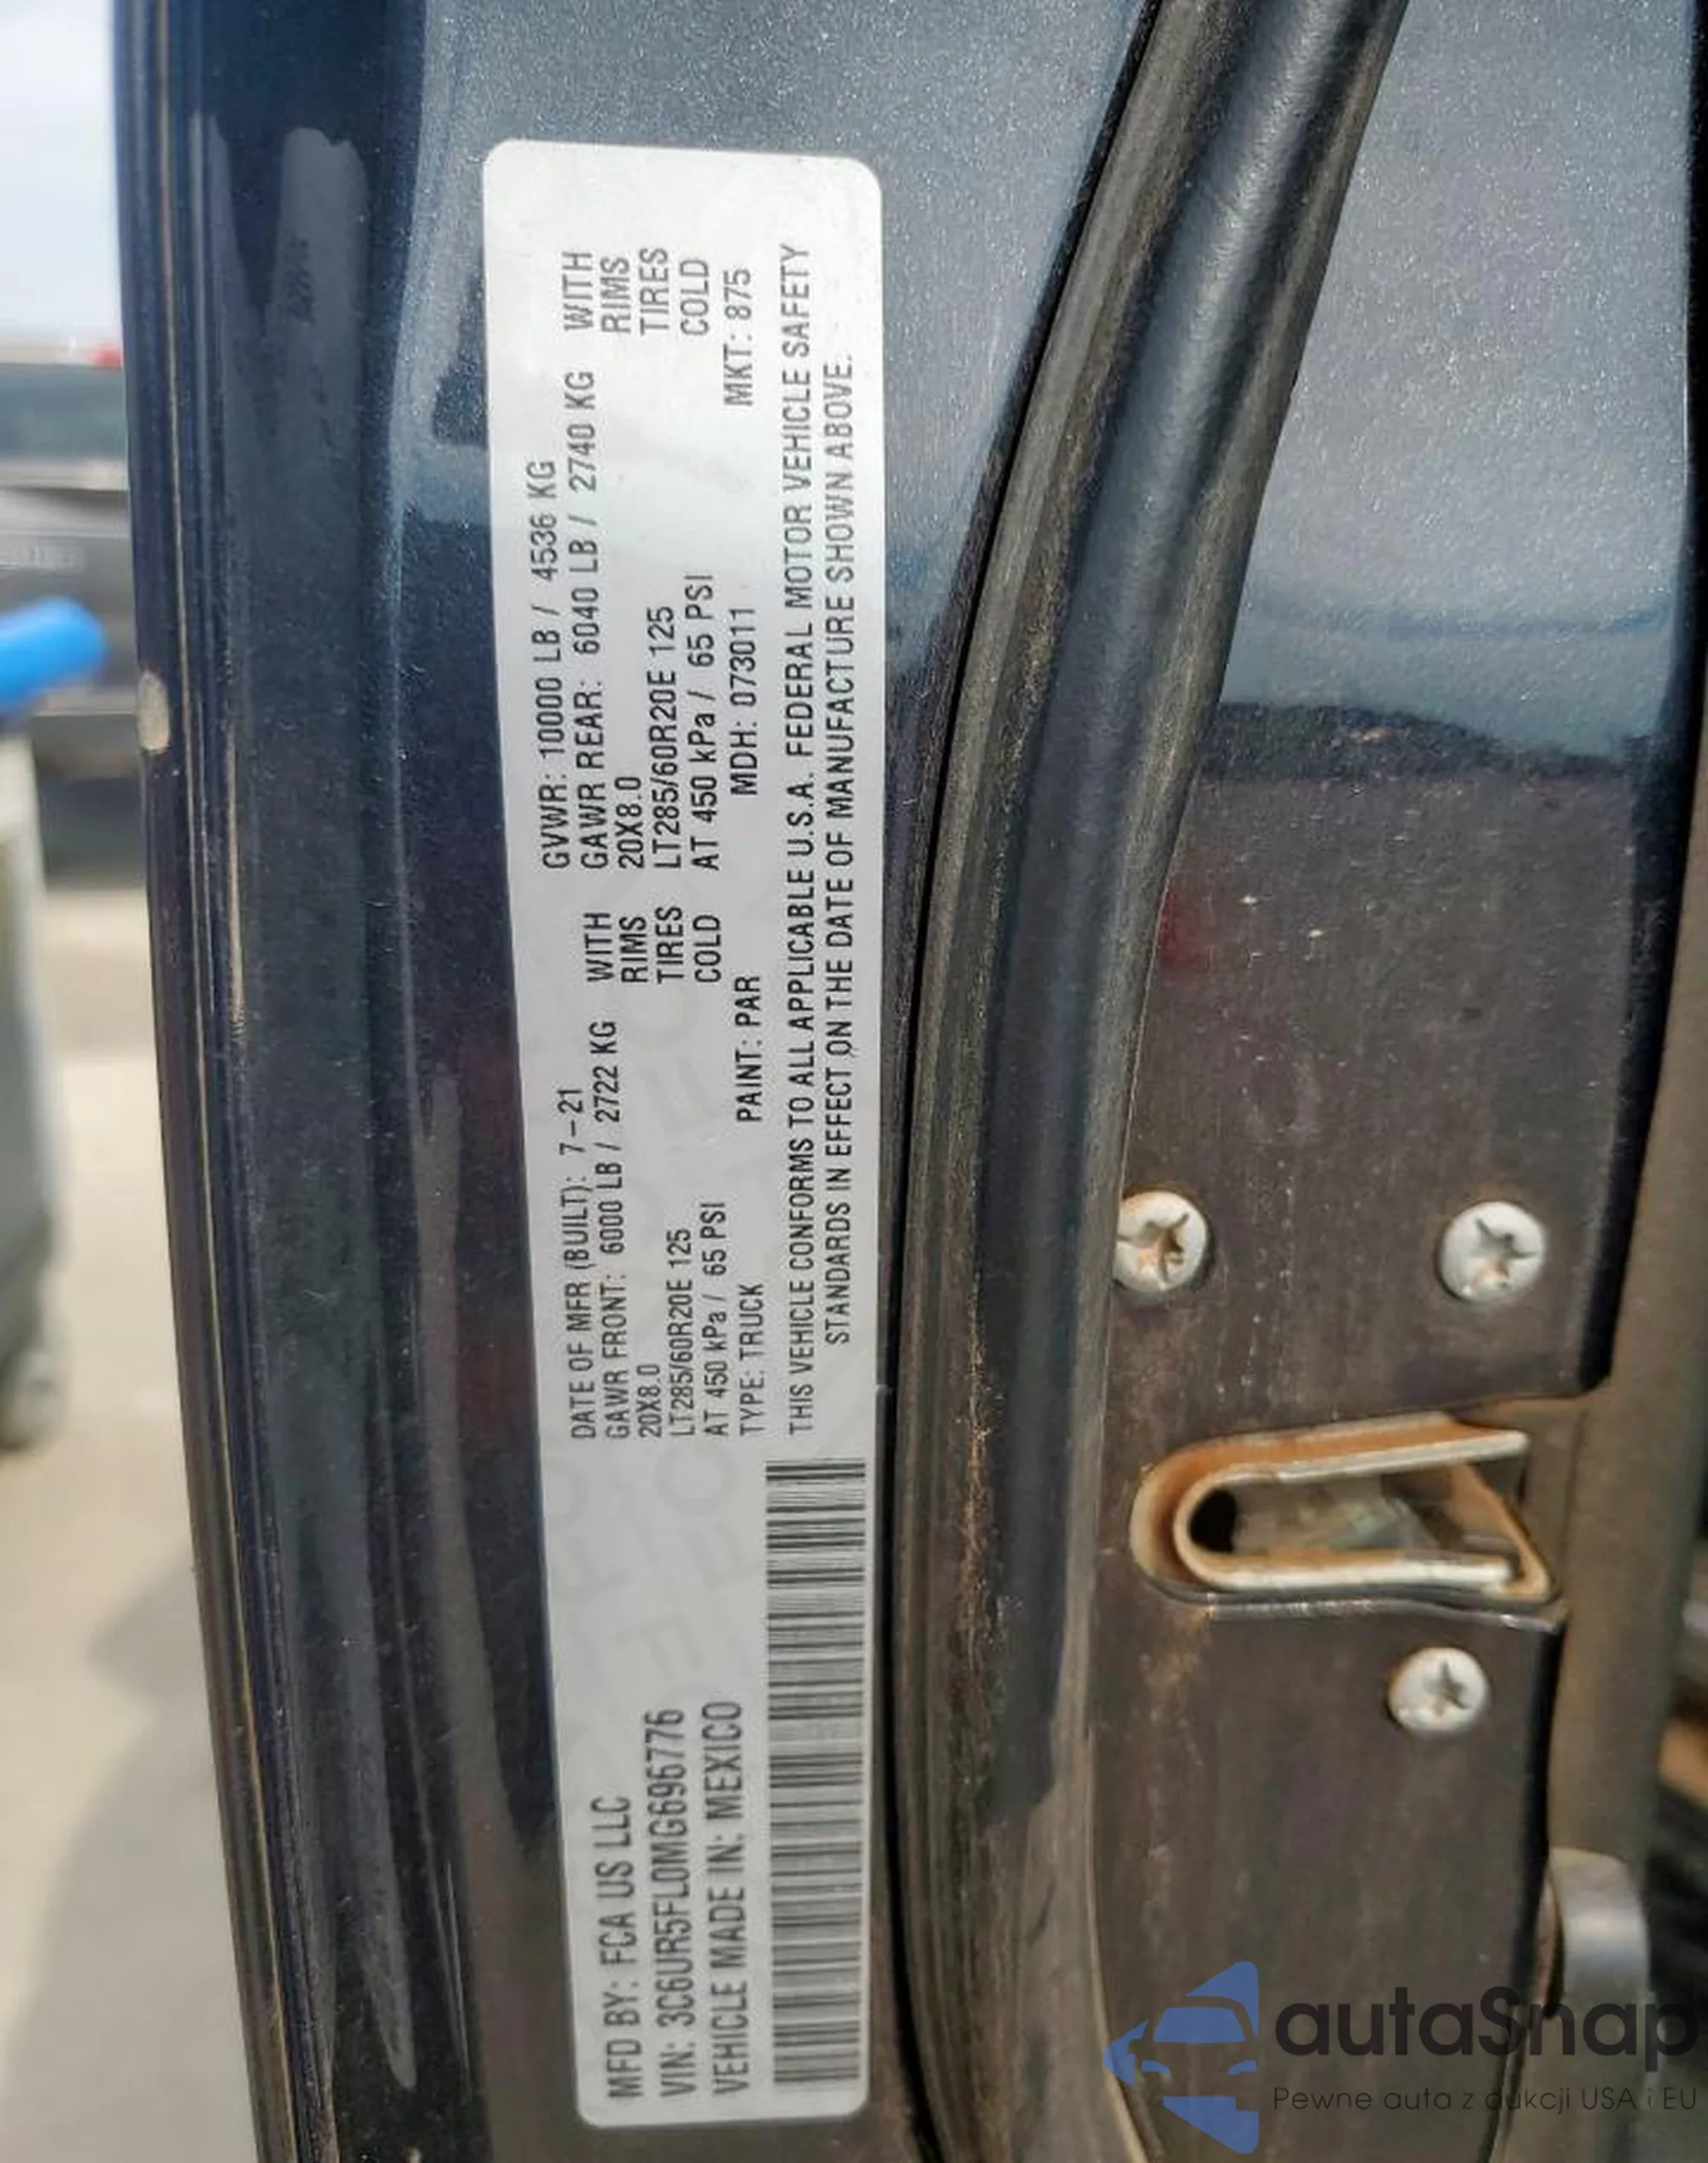 MFD BY: FCA US LLC
VIN: 3C6UR5FL0MG696776
VEHICLE MADE IN: MEXICO
DATE OF MFR (BUILT): 7-21 GVWR: 10000 LB / 4536 KG
GAWR FRONT: 6000 LB / 2722 KG WITH GAWR REAR: 6040 LB / 2740 KG WITH
20X8.0 RIMS 20X8.0 RIMS
LT285/60R20E 125 TIRES LT285/60R20E 125 TIRES
AT 450 kPa / 65 PSI COLD AT 450 kPa / 65 PSI COLD
TYPE: TRUCK PAINT: PAR MDH: 073011 MKT: 875
THIS VEHICLE CONFORMS TO ALL APPLICABLE U.S.A. FEDERAL MOTOR VEHICLE SAFETY
STANDARDS IN EFFECT ON THE DATE OF MANUFACTURE SHOWN ABOVE.
autaSnap
Pewne auta z aukcji USA i EU